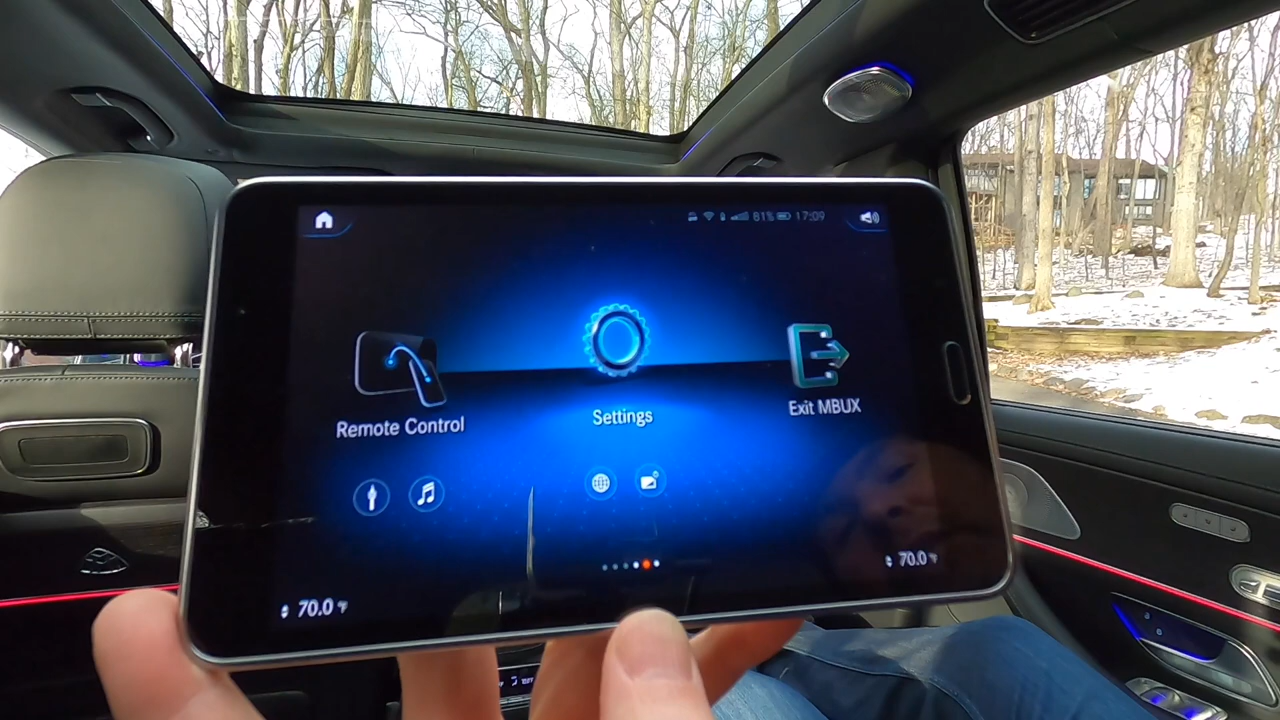 81% 17:09
Remote Control
Settings
Exit MBUX
70.0 °F
70.0 °F